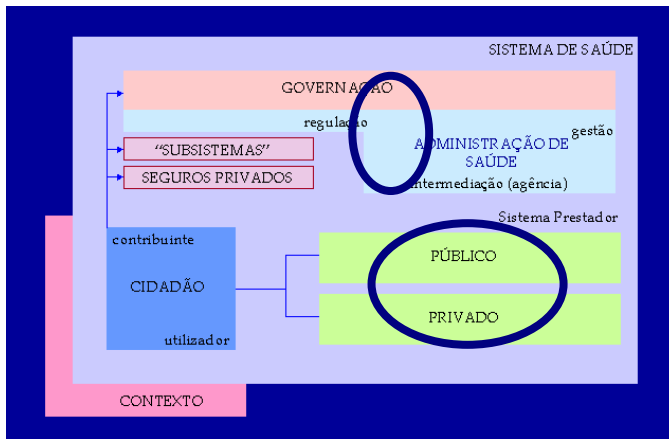 SISTEMA DE SAÚDE
GOVERNAÇÃO
regulação
gestão
"SUBSISTEMAS"
ADMINISTRAÇÃO DE
SAÚDE
SEGUROS PRIVADOS
intermediação (agência)
Sistema Prestador
contribuinte
PÚBLICO
CIDADÃO
PRIVADO
utilizador
CONTEXTO